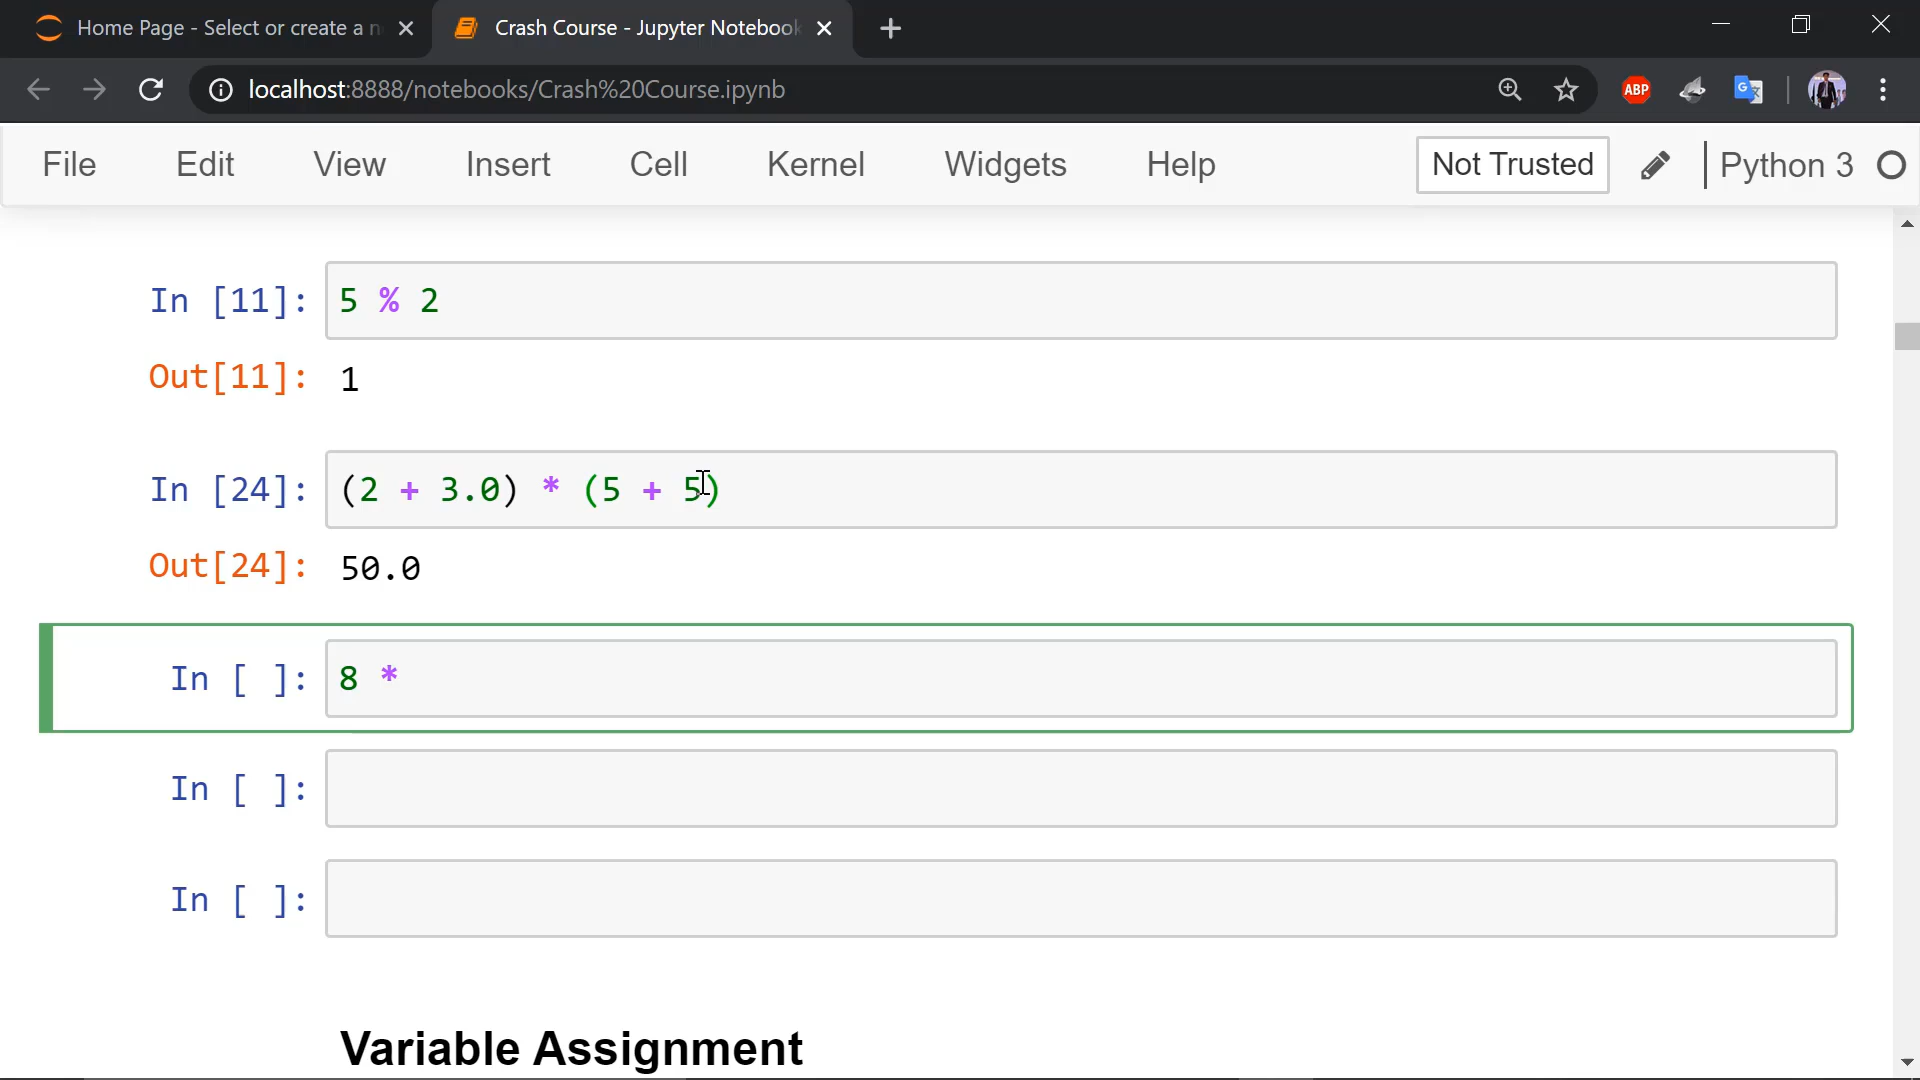 Home Page - Select or create a n
Crash Course - Jupyter Notebook
localhost:8888/notebooks/Crash%20Course.ipynb
ABP
File Edit View Insert Cell Kernel Widgets Help Not Trusted Python 3
In [11]: 5 % 2
Out[11]: 1
In [24]: (2 + 3.0) * (5 + 5)
Out[24]: 50.0
In [ ]: 8 *
In [ ]:
In [ ]:
Variable Assignment